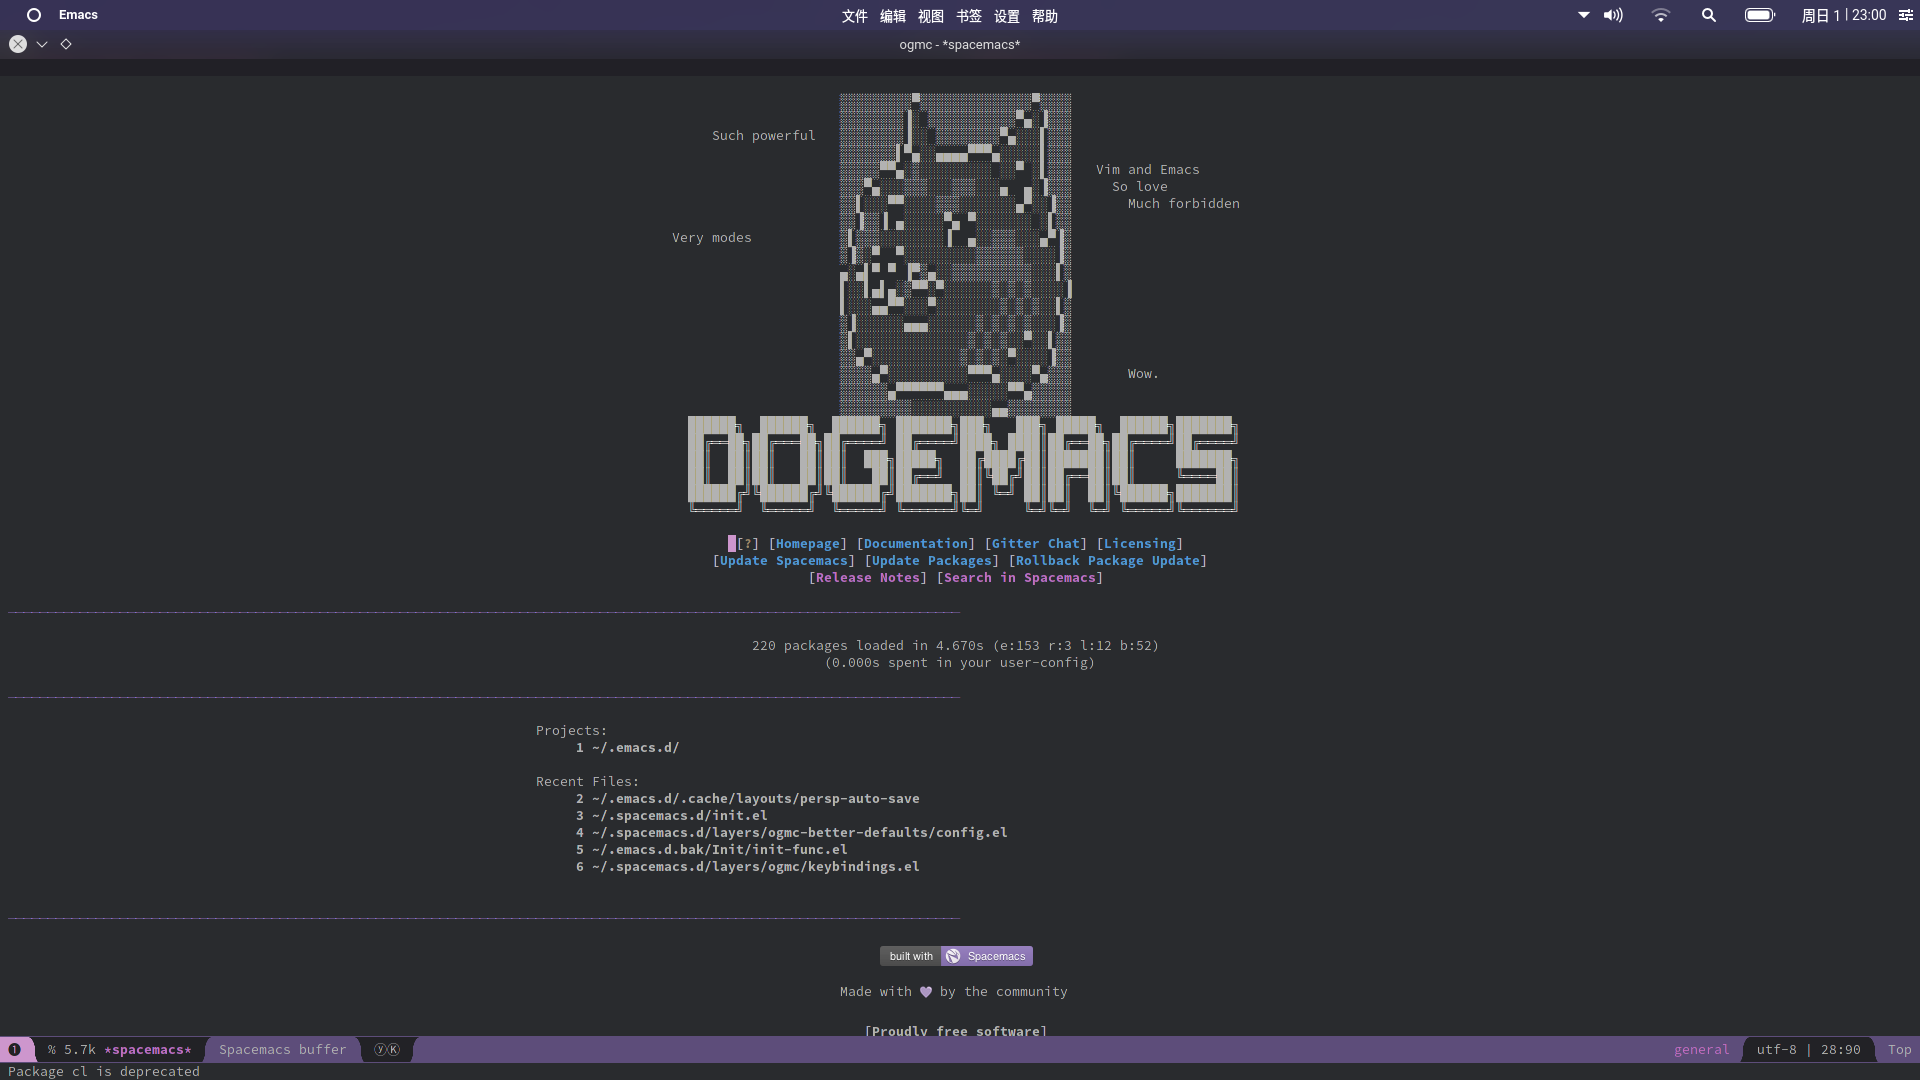 Emacs 文件 编辑 视图 书签 设置 帮助 周日 1 | 23:00
ogmc - *spacemacs*
Such powerful
Vim and Emacs
So love
Much forbidden
Very modes
Wow.
DOGEMACS
[?] [Homepage] [Documentation] [Gitter Chat] [Licensing]
[Update Spacemacs] [Update Packages] [Rollback Package Update]
[Release Notes] [Search in Spacemacs]
220 packages loaded in 4.670s (e:153 r:3 l:12 b:52)
(0.000s spent in your user-config)
Projects:
1 ~/.emacs.d/
Recent Files:
2 ~/.emacs.d/.cache/layouts/persp-auto-save
3 ~/.spacemacs.d/init.el
4 ~/.spacemacs.d/layers/ogmc-better-defaults/config.el
5 ~/.emacs.d.bak/Init/init-func.el
6 ~/.spacemacs.d/layers/ogmc/keybindings.el
built with Spacemacs
Made with ♥ by the community
[Proudly free software]
❶ % 5.7k *spacemacs* Spacemacs buffer ⓨⓀ general utf-8 | 28:90 Top
Package cl is deprecated